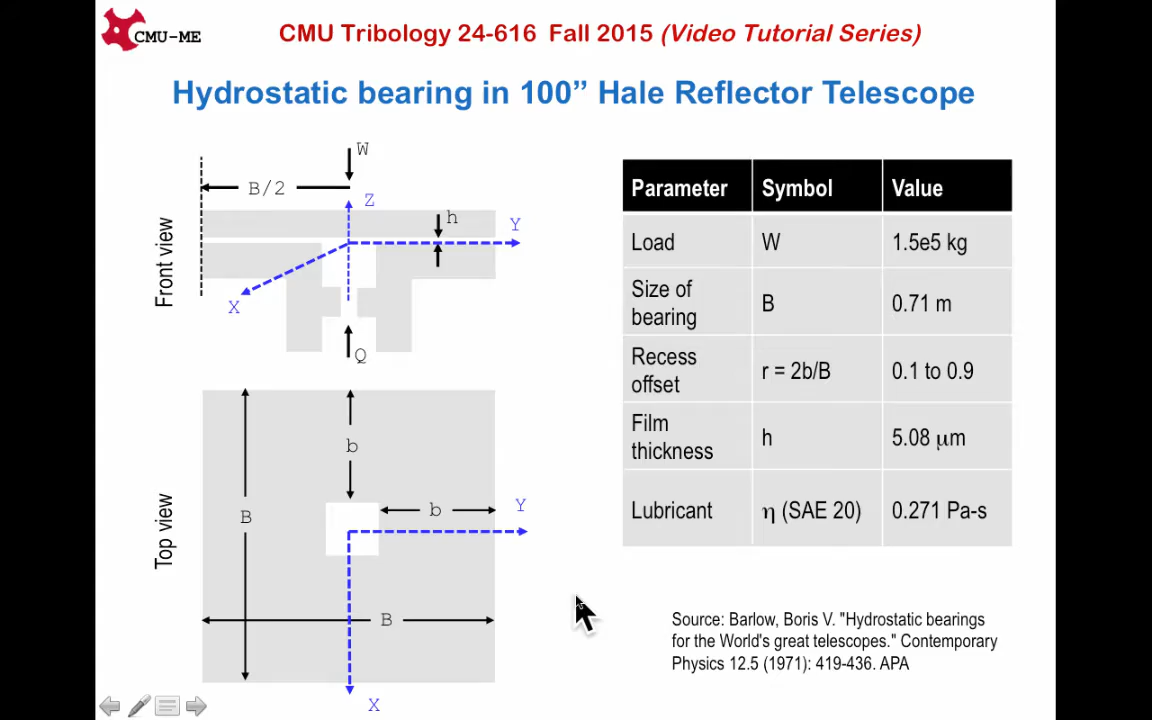 CMU-ME
CMU Tribology 24-616 Fall 2015 (Video Tutorial Series)
Hydrostatic bearing in 100” Hale Reflector Telescope
W
B/2
Z
h
Y
X
Q
Front view
b
b
B
B
Y
X
Top view
Parameter Symbol Value
Load W 1.5e5 kg
Size of
bearing B 0.71 m
Recess
offset r = 2b/B 0.1 to 0.9
Film
thickness h 5.08 μm
Lubricant η (SAE 20) 0.271 Pa-s
Source: Barlow, Boris V. "Hydrostatic bearings
for the World's great telescopes." Contemporary
Physics 12.5 (1971): 419-436. APA